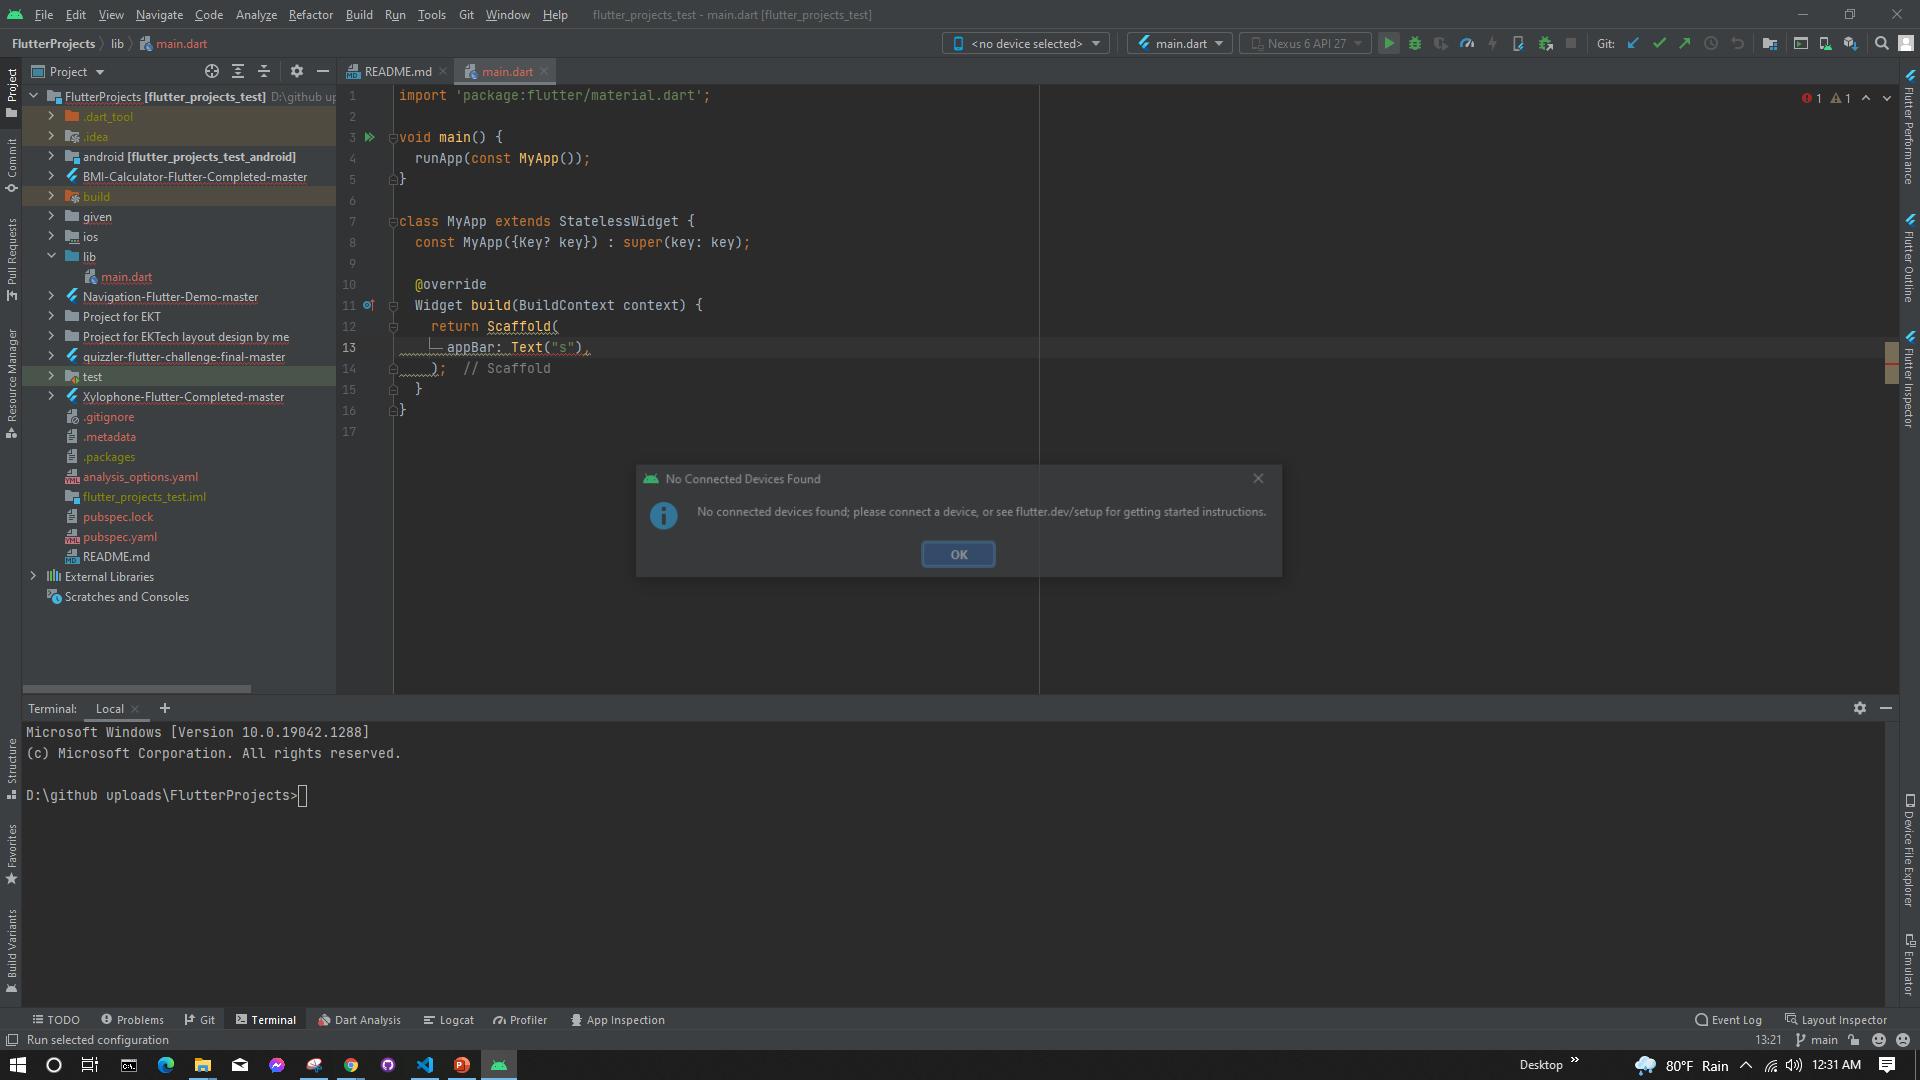 File Edit View Navigate Code Analyze Refactor Build Run Tools Git Window Help flutter_projects_test - main.dart [flutter_projects_test]
FlutterProjects lib main.dart <no device selected> main.dart Nexus 6 API 27 Git:
Project
README.md
main.dart
FlutterProjects [flutter_projects_test] D:\github up
.dart_tool
.idea
android [flutter_projects_test_android]
BMI-Calculator-Flutter-Completed-master
build
given
ios
lib
main.dart
Navigation-Flutter-Demo-master
Project for EKT
Project for EKTech layout design by me
quizzler-flutter-challenge-final-master
test
Xylophone-Flutter-Completed-master
.gitignore
.metadata
.packages
analysis_options.yaml
flutter_projects_test.iml
pubspec.lock
pubspec.yaml
README.md
External Libraries
Scratches and Consoles
1 import 'package:flutter/material.dart';
2
3 void main() {
4 runApp(const MyApp());
5 }
6
7 class MyApp extends StatelessWidget {
8 const MyApp({Key? key}) : super(key: key);
9
10 @override
11 Widget build(BuildContext context) {
12 return Scaffold(
13 appBar: Text("s"),
14 ); // Scaffold
15 }
16 }
17
1 1
No Connected Devices Found
No connected devices found; please connect a device, or see flutter.dev/setup for getting started instructions.
OK
Project
Commit
Pull Requests
Resource Manager
Structure
Favorites
Build Variants
Flutter Performance
Flutter Outline
Flutter Inspector
Device File Explorer
Emulator
Terminal: Local
Microsoft Windows [Version 10.0.19042.1288]
(c) Microsoft Corporation. All rights reserved.
D:\github uploads\FlutterProjects>
TODO Problems Git Terminal Dart Analysis Logcat Profiler App Inspection Event Log Layout Inspector
Run selected configuration 13:21 main
Desktop 80°F Rain 12:31 AM